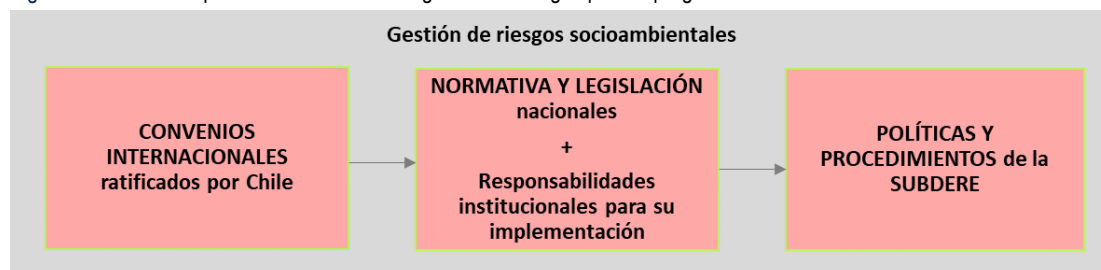 Gestión de riesgos socioambientales
CONVENIOS
INTERNACIONALES
ratificados por Chile
NORMATIVA Y LEGISLACIÓN
nacionales
+
Responsabilidades
institucionales para su
implementación
POLÍTICAS Y
PROCEDIMIENTOS de la
SUBDERE